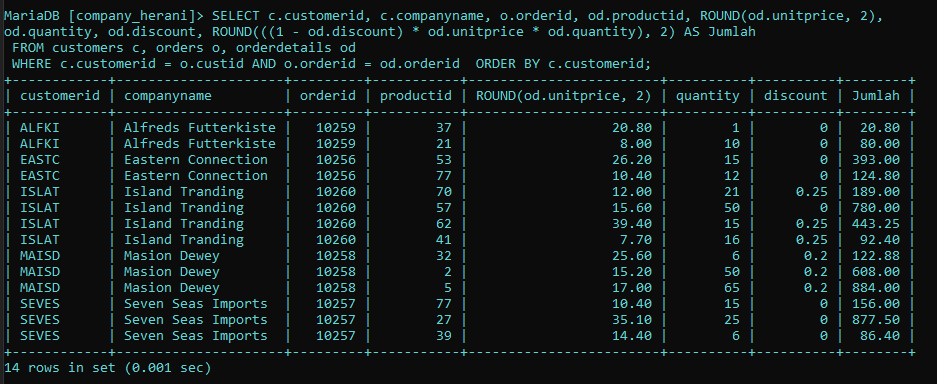 MariaDB [company_herani]> SELECT c.customerid, c.companyname, o.orderid, od.productid, ROUND(od.unitprice, 2),
od.quantity, od.discount, ROUND(((1 - od.discount) * od.unitprice * od.quantity), 2) AS Jumlah
FROM customers c, orders o, orderdetails od
WHERE c.customerid = o.custid AND o.orderid = od.orderid  ORDER BY c.customerid;
+------------+---------------------+---------+-----------+------------------------+----------+----------+--------+
| customerid | companyname         | orderid | productid | ROUND(od.unitprice, 2) | quantity | discount | Jumlah |
+------------+---------------------+---------+-----------+------------------------+----------+----------+--------+
| ALFKI      | Alfreds Futterkiste |   10259 |        37 |                  20.80 |        1 |        0 |  20.80 |
| ALFKI      | Alfreds Futterkiste |   10259 |        21 |                   8.00 |       10 |        0 |  80.00 |
| EASTC      | Eastern Connection  |   10256 |        53 |                  26.20 |       15 |        0 | 393.00 |
| EASTC      | Eastern Connection  |   10256 |        77 |                  10.40 |       12 |        0 | 124.80 |
| ISLAT      | Island Tranding     |   10260 |        70 |                  12.00 |       21 |     0.25 | 189.00 |
| ISLAT      | Island Tranding     |   10260 |        57 |                  15.60 |       50 |        0 | 780.00 |
| ISLAT      | Island Tranding     |   10260 |        62 |                  39.40 |       15 |     0.25 | 443.25 |
| ISLAT      | Island Tranding     |   10260 |        41 |                   7.70 |       16 |     0.25 |  92.40 |
| MAISD      | Masion Dewey        |   10258 |        32 |                  25.60 |        6 |      0.2 | 122.88 |
| MAISD      | Masion Dewey        |   10258 |         2 |                  15.20 |       50 |      0.2 | 608.00 |
| MAISD      | Masion Dewey        |   10258 |         5 |                  17.00 |       65 |      0.2 | 884.00 |
| SEVES      | Seven Seas Imports  |   10257 |        77 |                  10.40 |       15 |        0 | 156.00 |
| SEVES      | Seven Seas Imports  |   10257 |        27 |                  35.10 |       25 |        0 | 877.50 |
| SEVES      | Seven Seas Imports  |   10257 |        39 |                  14.40 |        6 |        0 |  86.40 |
+------------+---------------------+---------+-----------+------------------------+----------+----------+--------+
14 rows in set (0.001 sec)